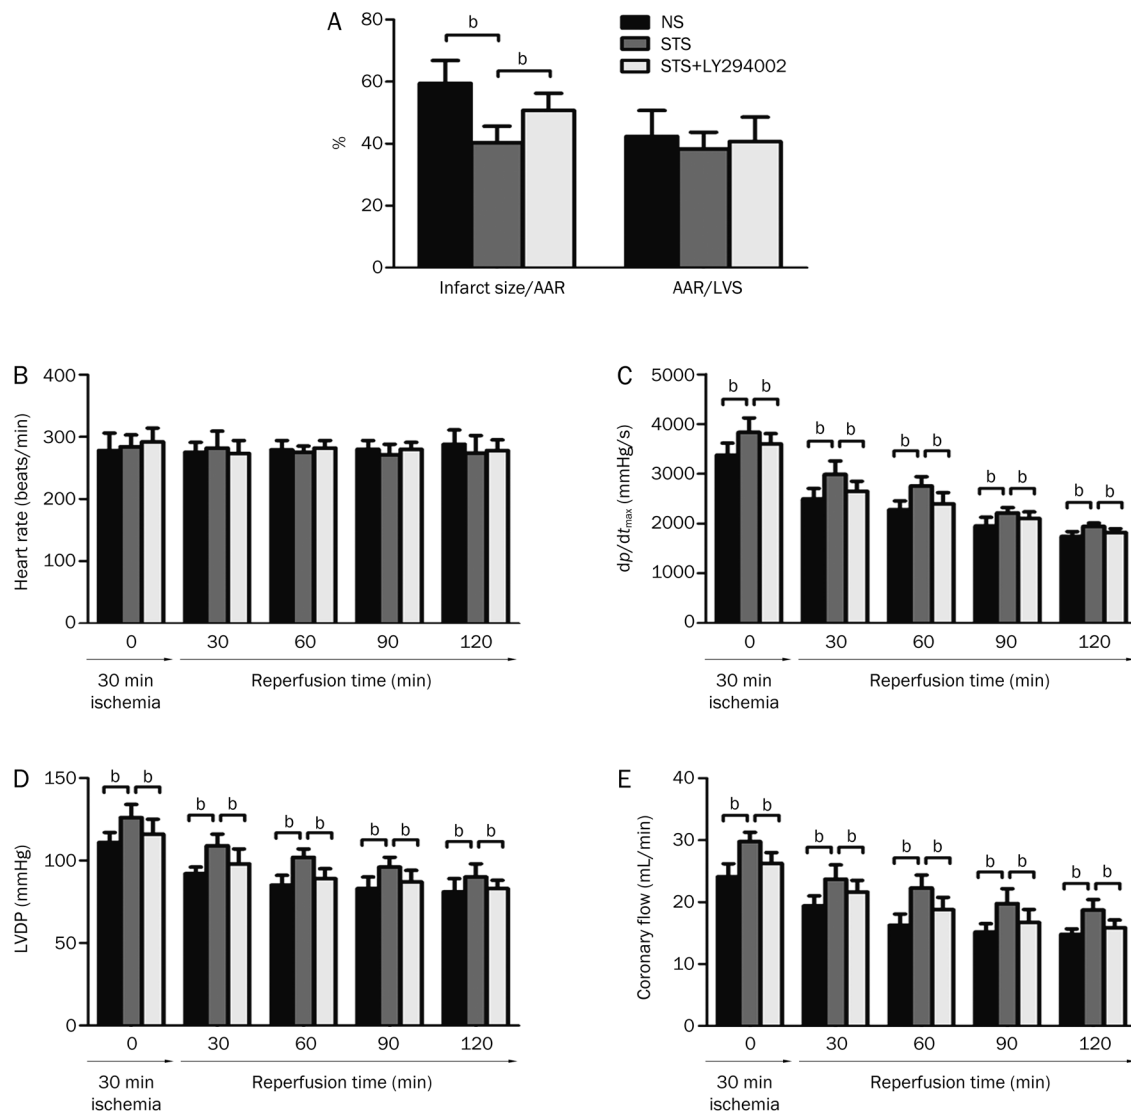 A
80
60
40
20
0
%
b
b
NS
STS
STS+LY294002
Infarct size/AAR
AAR/LVS
B
400
300
200
100
0
Heart rate (beats/min)
0
30
60
90
120
30 min
ischemia
Reperfusion time (min)
C
5000
4000
3000
2000
1000
0
dp/dtmax (mmHg/s)
b b
b b
b b
b b
b b
0
30
60
90
120
30 min
ischemia
Reperfusion time (min)
D
150
100
50
0
LVDP (mmHg)
b b
b b
b b
b b
b b
0
30
60
90
120
30 min
ischemia
Reperfusion time (min)
E
40
30
20
10
0
Coronary flow (mL/min)
b b
b b
b b
b b
b b
0
30
60
90
120
30 min
ischemia
Reperfusion time (min)